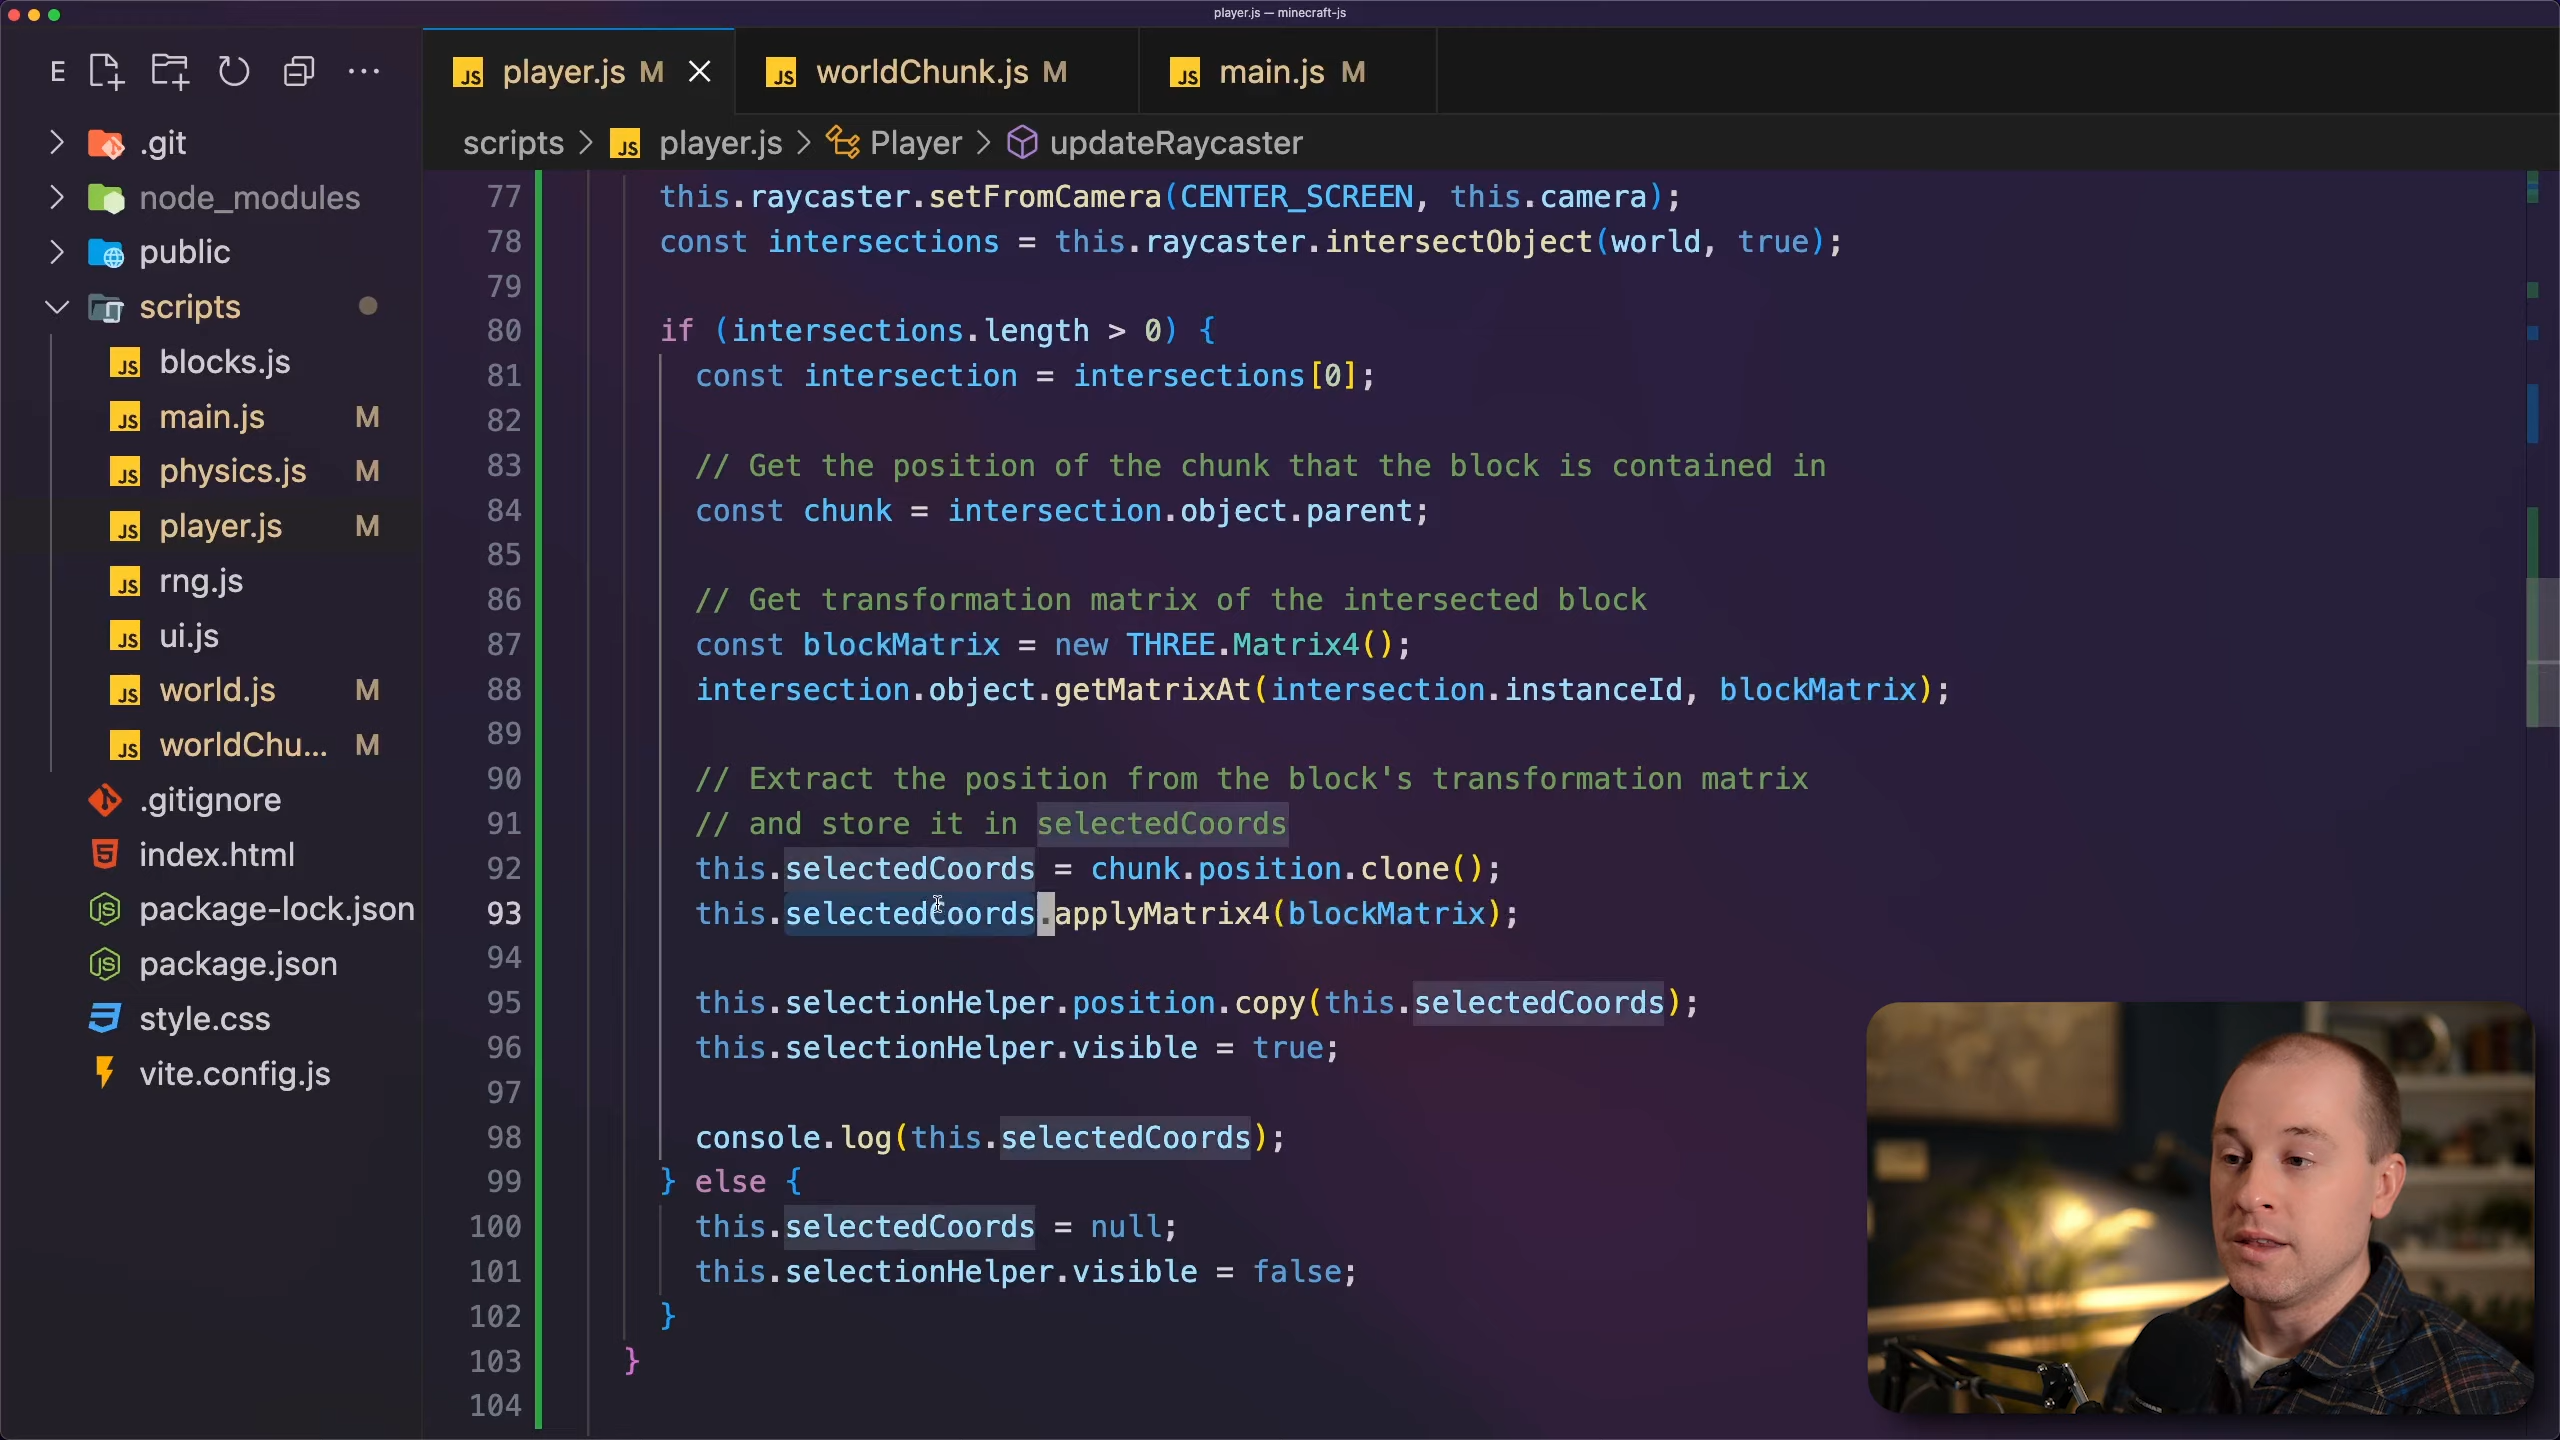 player.js — minecraft-js
E
player.js M
worldChunk.js M
main.js M
scripts > player.js > Player > updateRaycaster
.git
node_modules
public
scripts
blocks.js
main.js M
physics.js M
player.js M
rng.js
ui.js
world.js M
worldChu... M
.gitignore
index.html
package-lock.json
package.json
style.css
vite.config.js
77 this.raycaster.setFromCamera(CENTER_SCREEN, this.camera);
78 const intersections = this.raycaster.intersectObject(world, true);
79
80 if (intersections.length > 0) {
81 const intersection = intersections[0];
82
83 // Get the position of the chunk that the block is contained in
84 const chunk = intersection.object.parent;
85
86 // Get transformation matrix of the intersected block
87 const blockMatrix = new THREE.Matrix4();
88 intersection.object.getMatrixAt(intersection.instanceId, blockMatrix);
89
90 // Extract the position from the block's transformation matrix
91 // and store it in selectedCoords
92 this.selectedCoords = chunk.position.clone();
93 this.selectedCoords.applyMatrix4(blockMatrix);
94
95 this.selectionHelper.position.copy(this.selectedCoords);
96 this.selectionHelper.visible = true;
97
98 console.log(this.selectedCoords);
99 } else {
100 this.selectedCoords = null;
101 this.selectionHelper.visible = false;
102 }
103 }
104